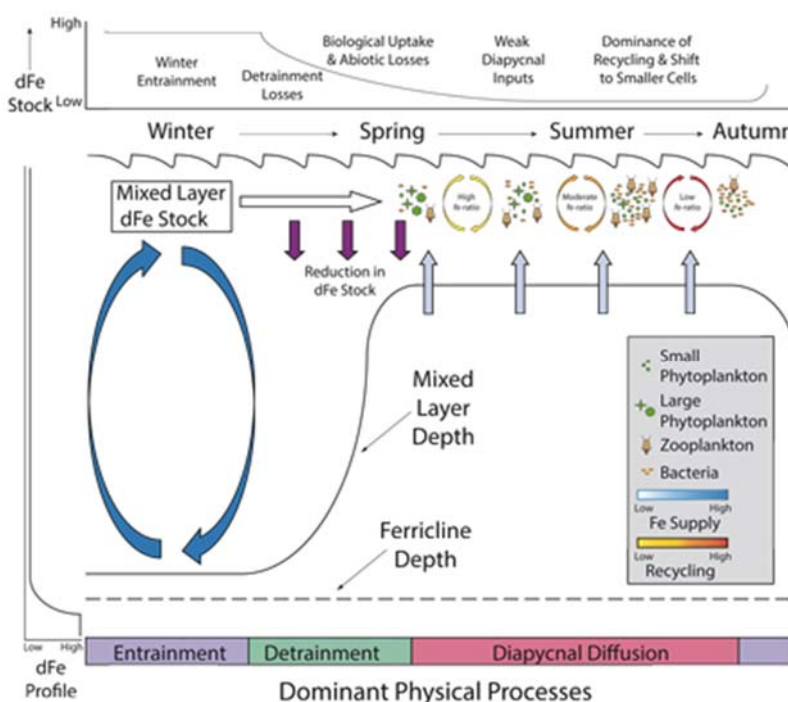 High
dFe
Stock
Low
Winter
Entrainment
Detrainment
Losses
Biological Uptake
& Abiotic Losses
Weak
Diapycnal
Inputs
Dominance of
Recycling & Shift
to Smaller Cells
Winter
Spring
Summer
Autumn
Mixed Layer
dFe Stock
High
fe-ratio
Moderate
fe-ratio
Low
fe-ratio
Reduction in
dFe Stock
Mixed
Layer
Depth
Ferricline
Depth
Small
Phytoplankton
Large
Phytoplankton
Zooplankton
Bacteria
Low High
Fe Supply
Low High
Recycling
Low High
dFe
Profile
Entrainment
Detrainment
Diapycnal Diffusion
Dominant Physical Processes